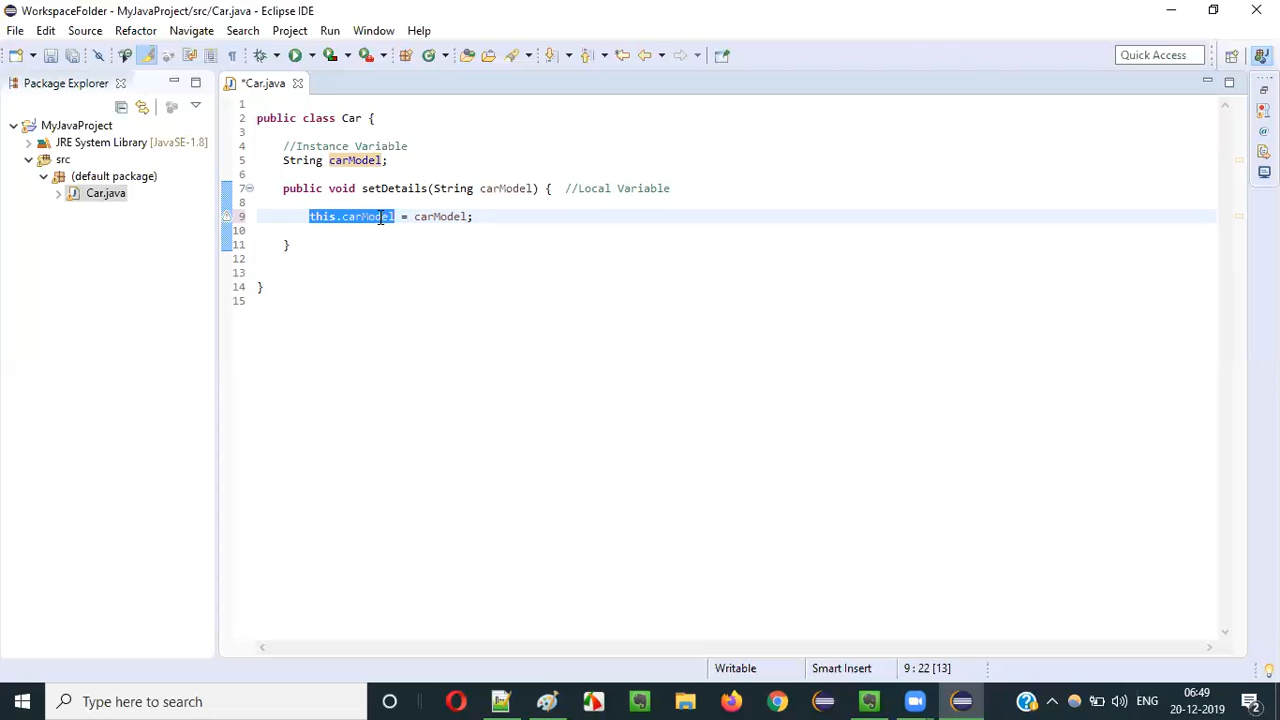 WorkspaceFolder - MyJavaProject/src/Car.java - Eclipse IDE
File Edit Source Refactor Navigate Search Project Run Window Help
Quick Access
Package Explorer
*Car.java
MyJavaProject
JRE System Library [JavaSE-1.8]
src
(default package)
Car.java
1
2 public class Car {
3
4 //Instance Variable
5 String carModel;
6
7 public void setDetails(String carModel) { //Local Variable
8
9 this.carModel = carModel;
10
11 }
12
13
14 }
15
Writable Smart Insert 9 : 22 [13]
Type here to search
ENG
06:49
20-12-2019
2